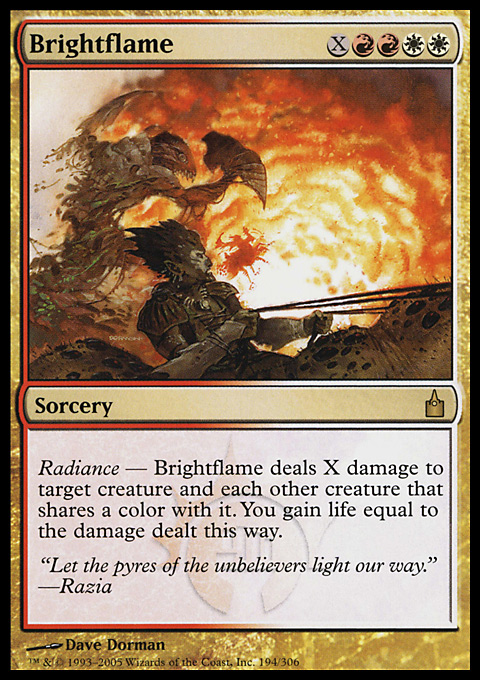 Brightflame X
Sorcery
Radiance — Brightflame deals X damage to
target creature and each other creature that
shares a color with it. You gain life equal to
the damage dealt this way.
“Let the pyres of the unbelievers light our way.”
—Razia
Dave Dorman
™ & © 1993–2005 Wizards of the Coast, Inc. 194/306